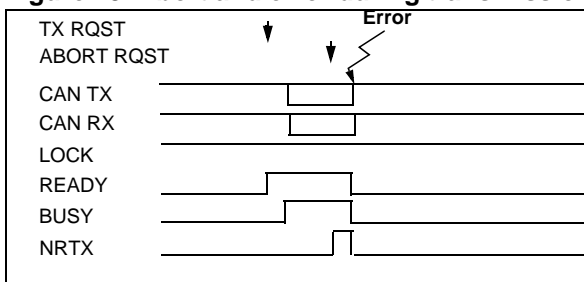 Error
TX RQST
ABORT RQST
CAN TX
CAN RX
LOCK
READY
BUSY
NRTX